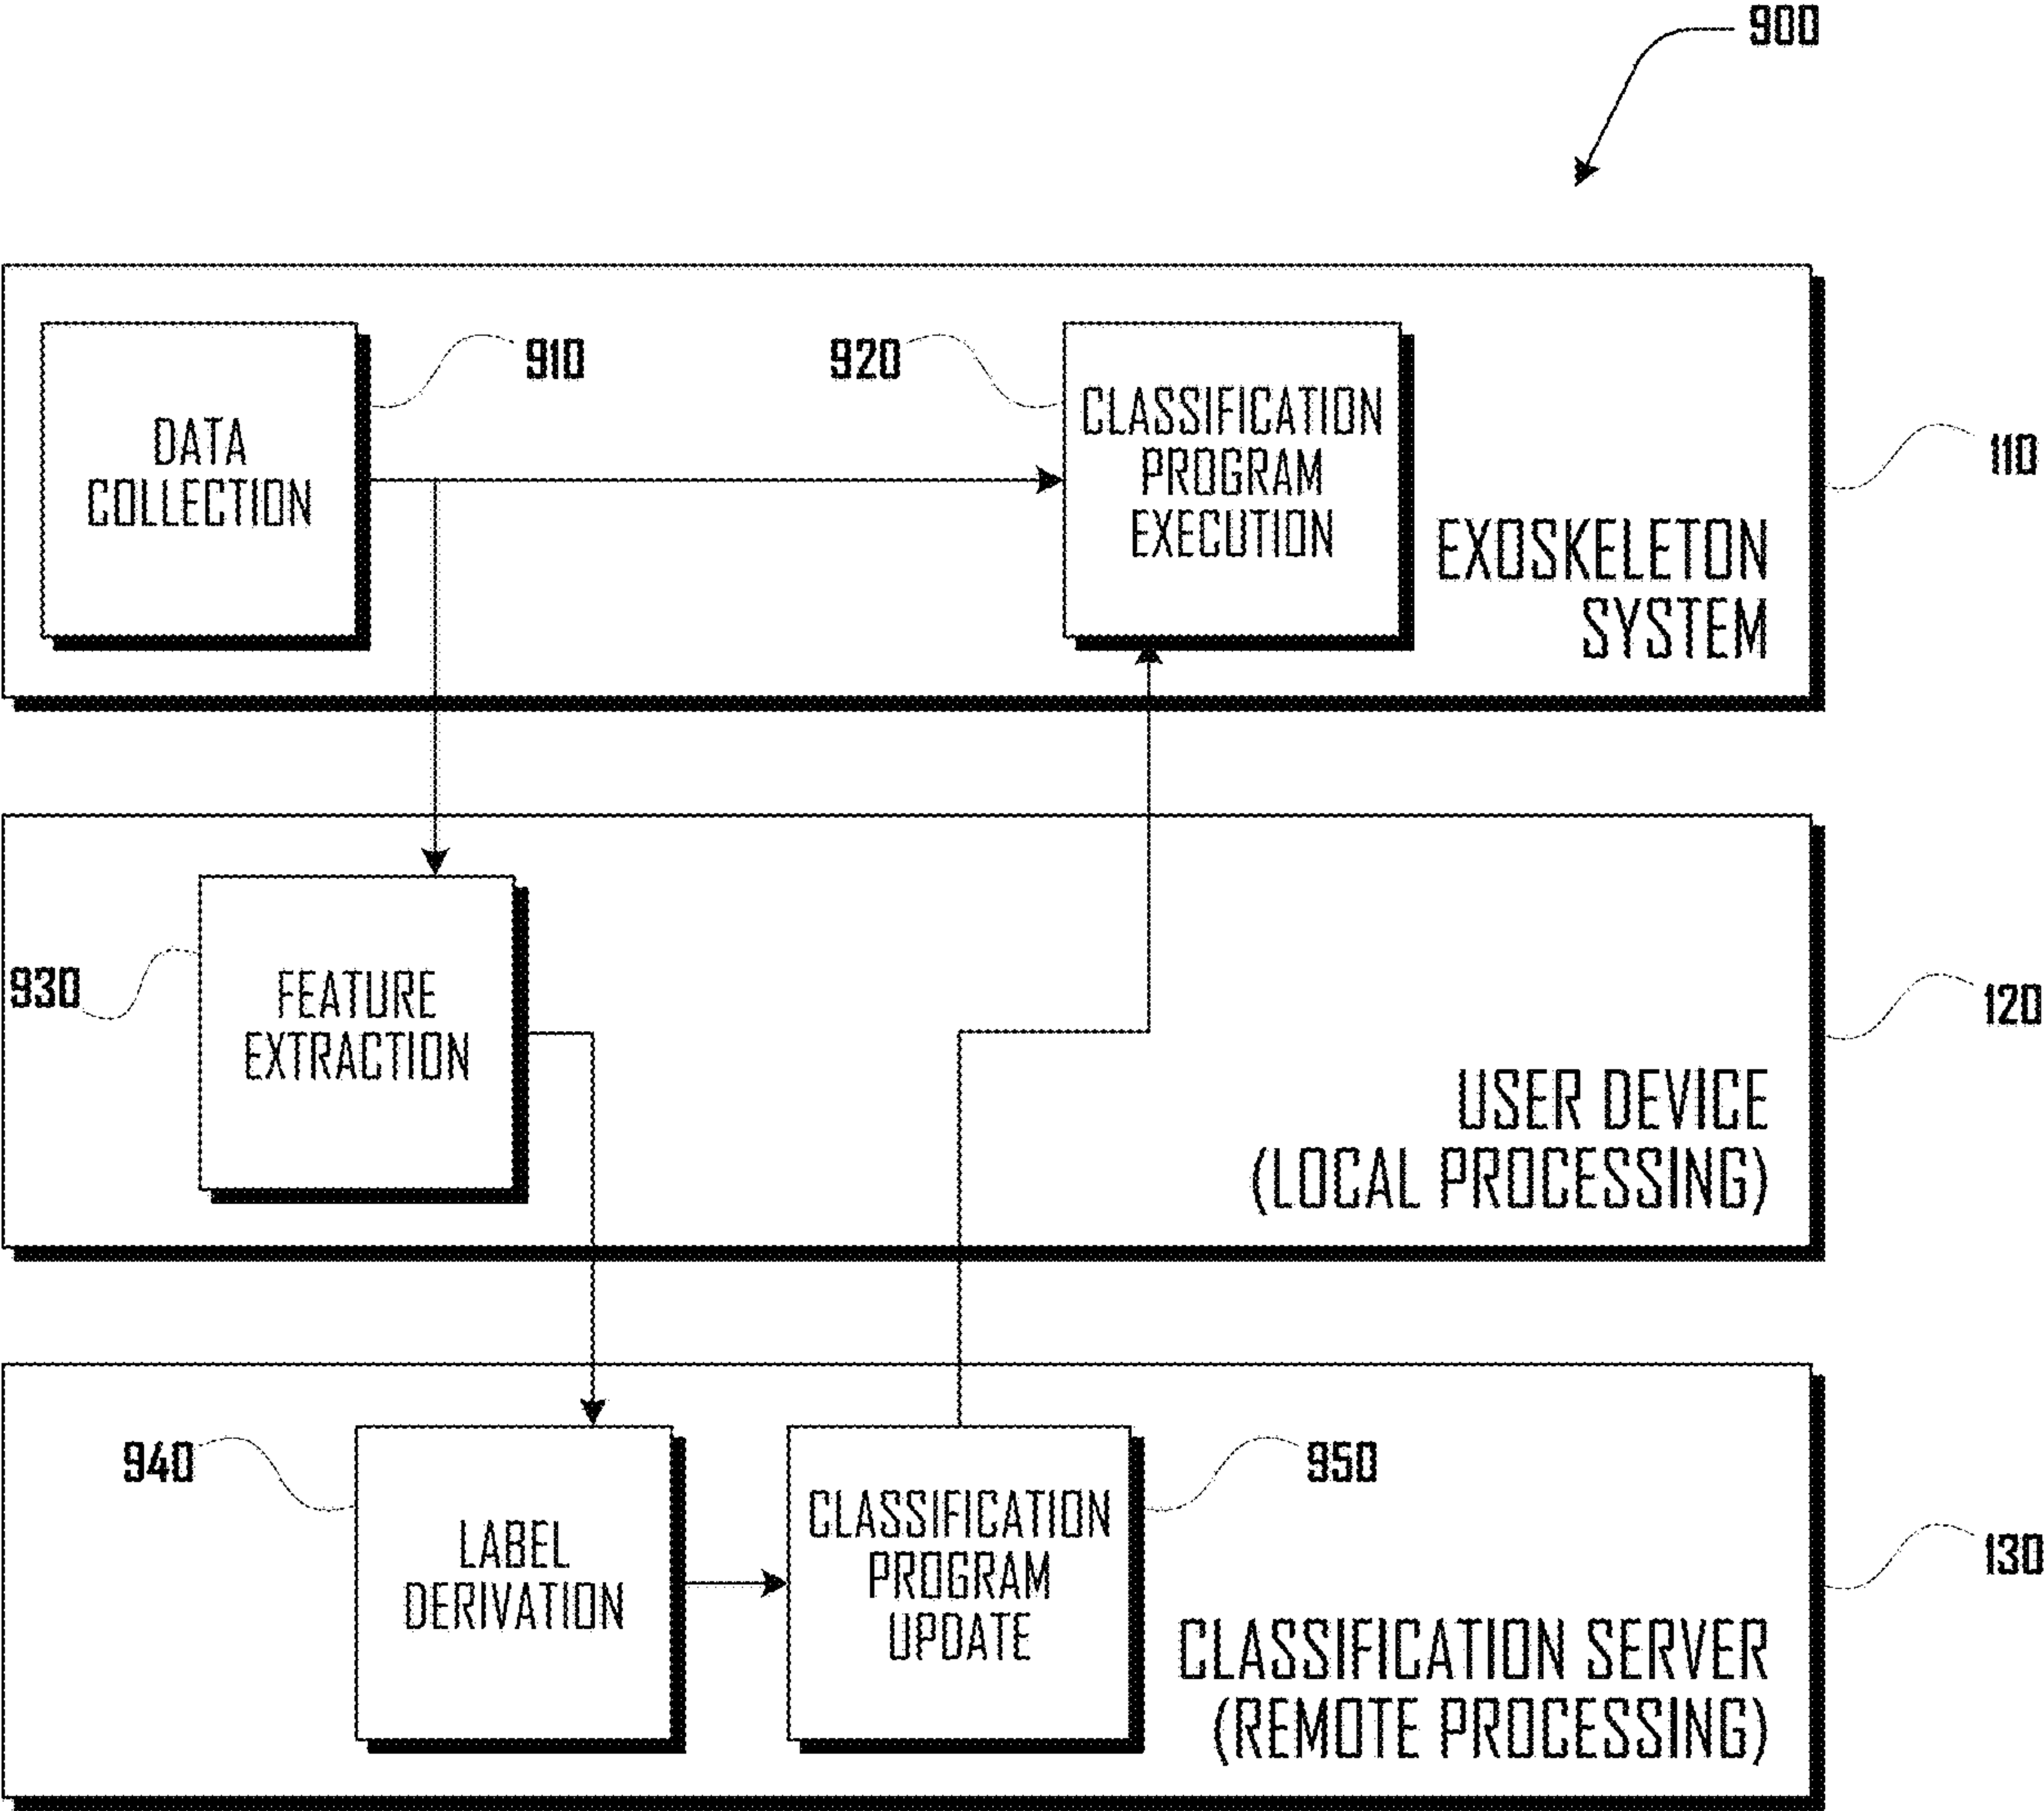 900
910
920
DATA
COLLECTION
CLASSIFICATION
PROGRAM
EXECUTION
110
EXOSKELETON
SYSTEM
930
FEATURE
EXTRACTION
120
USER DEVICE
(LOCAL PROCESSING)
940
950
LABEL
DERIVATION
CLASSIFICATION
PROGRAM
UPDATE
130
CLASSIFICATION SERVER
(REMOTE PROCESSING)